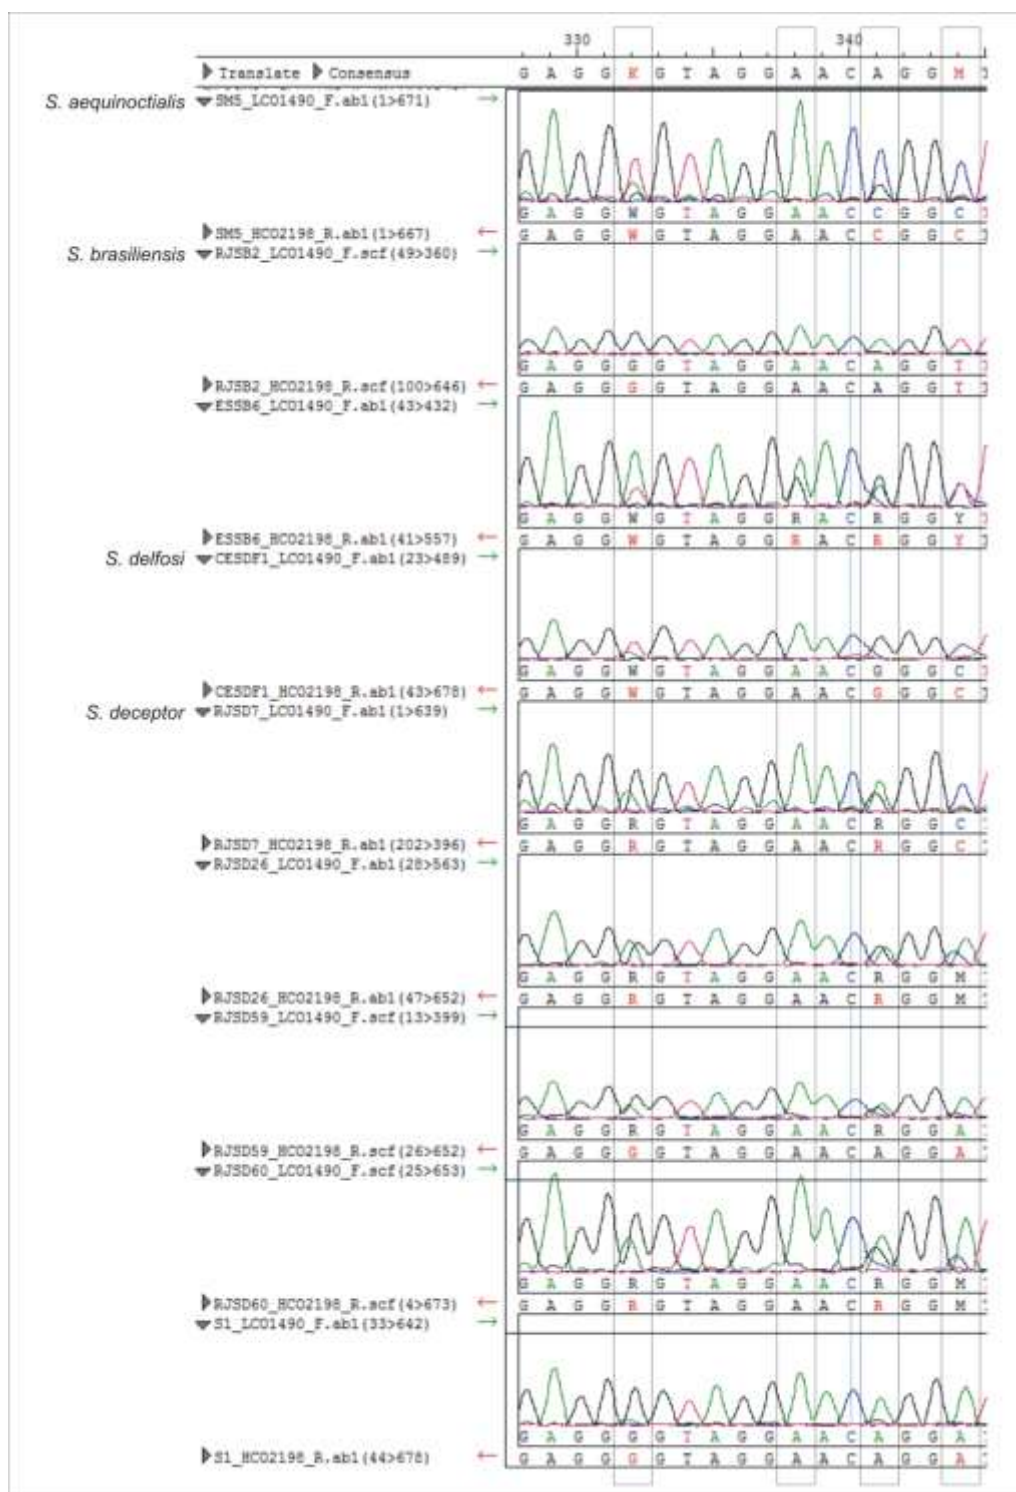 330 340
Translate Consensus G A G G K G T A G G A A C A G G M
S. aequinoctialis SM5_LCO1490_F.ab1(1>671) →
G A G G W G T A G G A A C C G G C
SM5_HCO2198_R.ab1(1>667) ← G A G G W G T A G G A A C C G G C
S. brasiliensis RJSB2_LCO1490_F.scf(49>360) →
G A G G G G T A G G A A C A G G T
RJSB2_HCO2198_R.scf(100>646) ← G A G G G G T A G G A A C A G G T
ESSB6_LCO1490_F.ab1(43>432) →
G A G G W G T A G G R A C R G G Y
ESSB6_HCO2198_R.ab1(41>557) ← G A G G W G T A G G R A C R G G Y
S. delfosi CESDF1_LCO1490_F.ab1(23>489) →
G A G G W G T A G G A A C G G G C
CESDF1_HCO2198_R.ab1(43>678) ← G A G G W G T A G G A A C G G G C
S. deceptor RJSD7_LCO1490_F.ab1(1>639) →
G A G G R G T A G G A A C R G G C
RJSD7_HCO2198_R.ab1(202>396) ← G A G G R G T A G G A A C R G G C
RJSD26_LCO1490_F.ab1(28>563) →
G A G G R G T A G G A A C R G G M
RJSD26_HCO2198_R.ab1(47>652) ← G A G G R G T A G G A A C R G G M
RJSD59_LCO1490_F.scf(13>399) →
G A G G R G T A G G A A C R G G A
RJSD59_HCO2198_R.scf(26>652) ← G A G G G G T A G G A A C A G G A
RJSD60_LCO1490_F.scf(25>653) →
G A G G R G T A G G A A C R G G M
RJSD60_HCO2198_R.scf(4>673) ← G A G G R G T A G G A A C R G G M
S1_LCO1490_F.ab1(33>642) →
G A G G G G T A G G A A C A G G A
S1_HCO2198_R.ab1(44>678) ← G A G G G G T A G G A A C A G G A